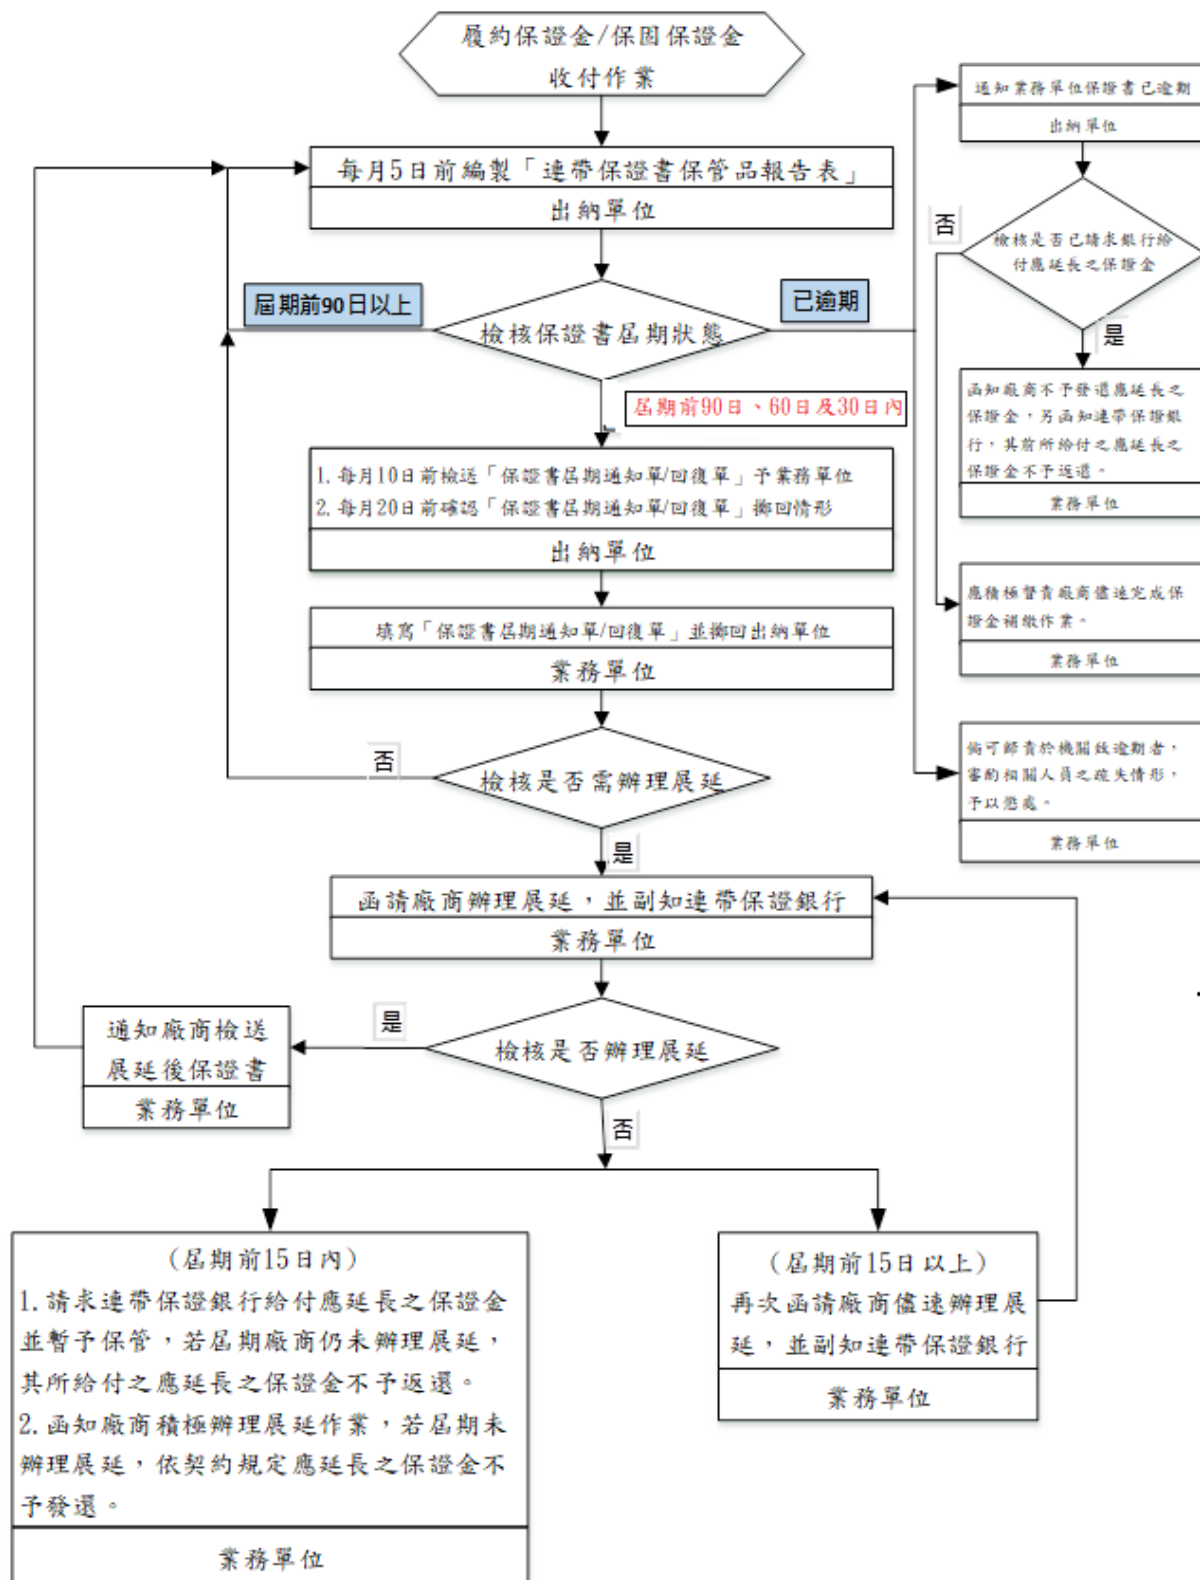 履約保證金/保固保證金
收付作業
每月5日前編製「連帶保證書保管品報告表」
出納單位
屆期前90日以上
檢核保證書屆期狀態
已逾期
屆期前90日、60日及30日內
1.每月10日前檢送「保證書屆期通知單/回復單」予業務單位
2.每月20日前確認「保證書屆期通知單/回復單」擲回情形
出納單位
填寫「保證書屆期通知單/回復單」並擲回出納單位
業務單位
否
檢核是否需辦理展延
是
函請廠商辦理展延，並副知連帶保證銀行
業務單位
檢核是否辦理展延
是
通知廠商檢送
展延後保證書
業務單位
否
(屆期前15日內)
1.請求連帶保證銀行給付應延長之保證金
並暫予保管，若屆期廠商仍未辦理展延，
其所給付之應延長之保證金不予返還。
2.函知廠商積極辦理展延作業，若屆期未
辦理展延，依契約規定應延長之保證金不
予發還。
業務單位
(屆期前15日以上)
再次函請廠商儘速辦理展
延，並副知連帶保證銀行
業務單位
通知業務單位保證書已逾期
出納單位
檢核是否已請求銀行給
付應延長之保證金
否
是
函知廠商不予發還應延長之
保證金，另函知連帶保證銀
行，其前所給付之應延長之
保證金不予返還。
業務單位
應積極督責廠商儘速完成保
證金補繳作業。
業務單位
倘可歸責於機關致逾期者，
審酌相關人員之疏失情形，
予以懲處。
業務單位